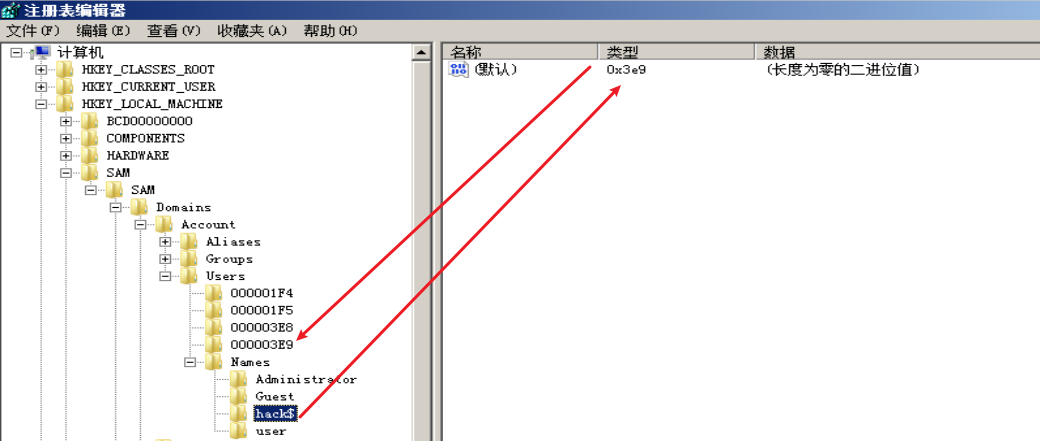 注册表编辑器
文件(F) 编辑(E) 查看(V) 收藏夹(A) 帮助(H)
计算机
HKEY_CLASSES_ROOT
HKEY_CURRENT_USER
HKEY_LOCAL_MACHINE
BCD00000000
COMPONENTS
HARDWARE
SAM
SAM
Domains
Account
Aliases
Groups
Users
000001F4
000001F5
000003E8
000003E9
Names
Administrator
Guest
hack$
user
名称 类型 数据
(默认) 0x3e9 (长度为零的二进位值)